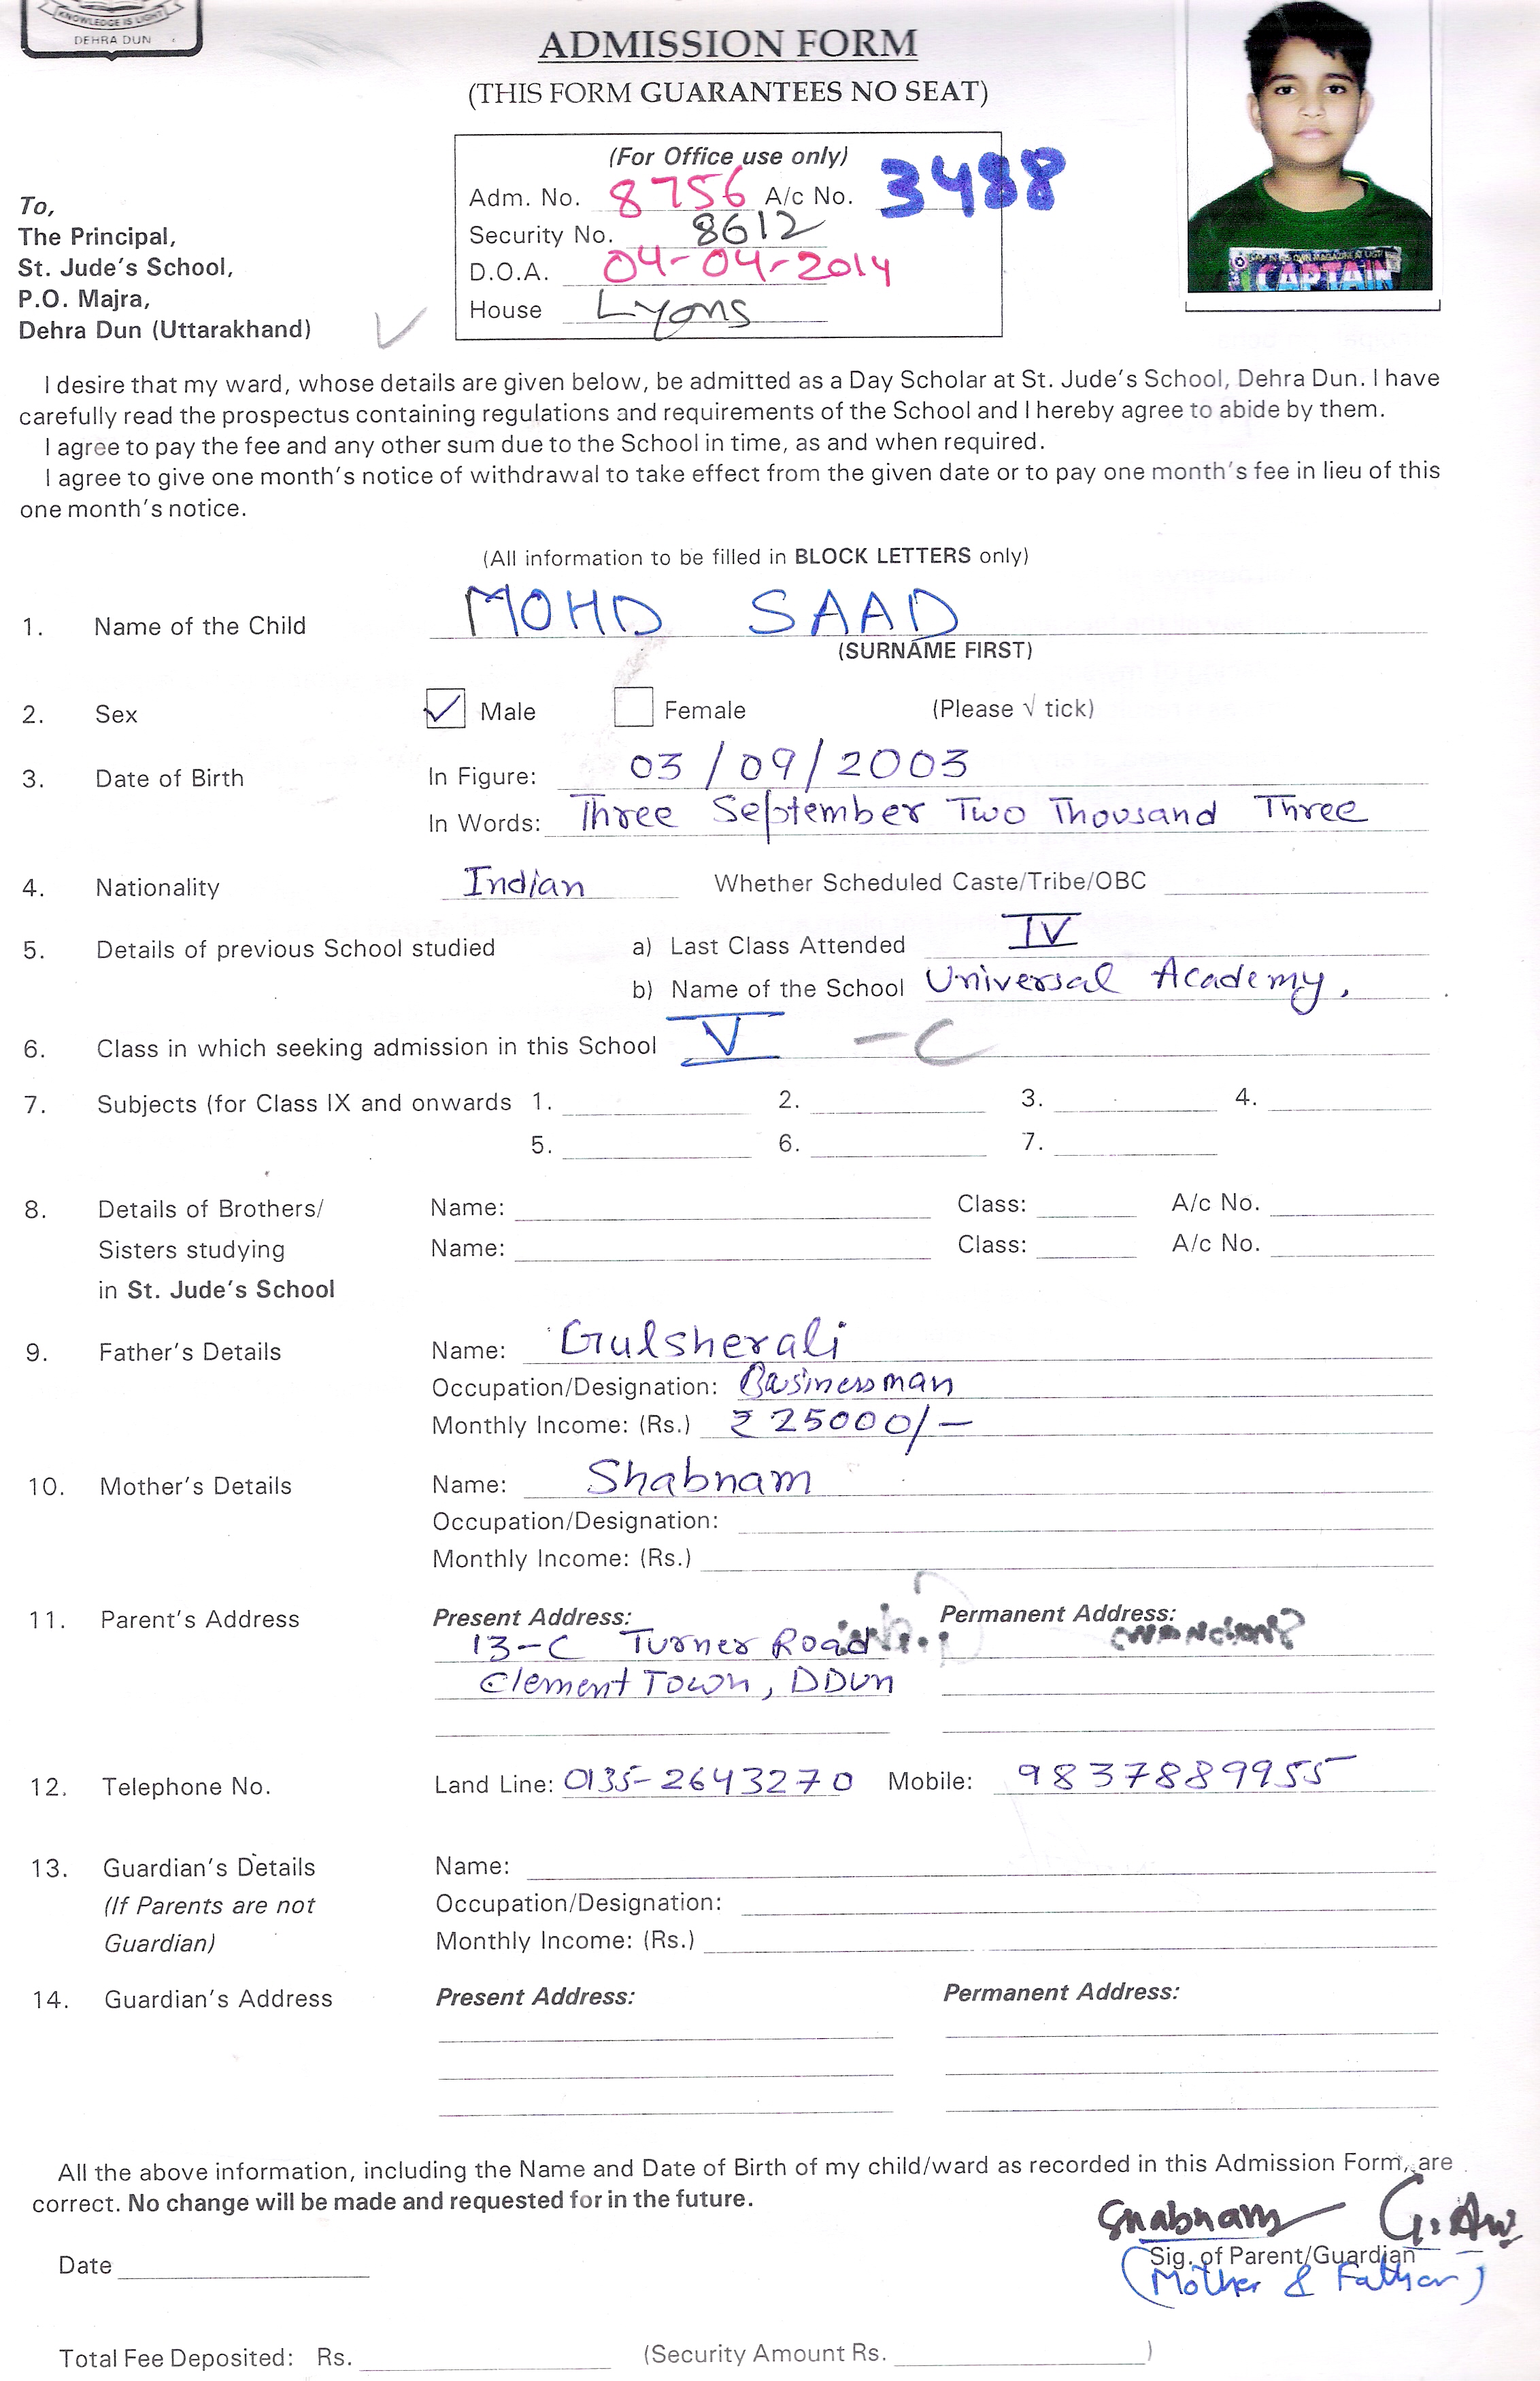 KNOWLEDGE IS LIGHT
DEHRA DUN
ADMISSION FORM
(THIS FORM GUARANTEES NO SEAT)
(For Office use only)
Adm. No. 8756 A/c No. 3488
Security No. 8612
D.O.A. 04-04-2014
House Lyons
To,
The Principal,
St. Jude's School,
P.O. Majra,
Dehra Dun (Uttarakhand)
CAPTAIN
I desire that my ward, whose details are given below, be admitted as a Day Scholar at St. Jude's School, Dehra Dun. I have
carefully read the prospectus containing regulations and requirements of the School and I hereby agree to abide by them.
I agree to pay the fee and any other sum due to the School in time, as and when required.
I agree to give one month's notice of withdrawal to take effect from the given date or to pay one month's fee in lieu of this
one month's notice.
(All information to be filled in BLOCK LETTERS only)
1. Name of the Child MOHD SAAD
(SURNAME FIRST)
2. Sex ✓ Male Female (Please √ tick)
3. Date of Birth In Figure: 03/09/2003
In Words: Three September Two Thousand Three
4. Nationality Indian Whether Scheduled Caste/Tribe/OBC
5. Details of previous School studied a) Last Class Attended IV
b) Name of the School Universal Academy,
6. Class in which seeking admission in this School V - C
7. Subjects (for Class IX and onwards 1. 2. 3. 4.
5. 6. 7.
8. Details of Brothers/ Name: Class: A/c No.
Sisters studying Name: Class: A/c No.
in St. Jude's School
9. Father's Details Name: Gulsherali
Occupation/Designation: Businessman
Monthly Income: (Rs.) ₹ 25000/-
10. Mother's Details Name: Shabnam
Occupation/Designation:
Monthly Income: (Rs.)
11. Parent's Address Present Address: Permanent Address:
13-C Turner Road
Clement Town, DDun
12. Telephone No. Land Line: 0135-2643270 Mobile: 9837889955
13. Guardian's Details Name:
(If Parents are not Occupation/Designation:
Guardian) Monthly Income: (Rs.)
14. Guardian's Address Present Address: Permanent Address:
All the above information, including the Name and Date of Birth of my child/ward as recorded in this Admission Form, are
correct. No change will be made and requested for in the future.
Shabnam
Date Sig. of Parent/Guardian
(Mother & Father)
Total Fee Deposited: Rs. (Security Amount Rs. )